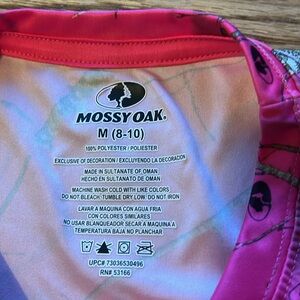 MOSSY OAK®
M (8-10)
100% POLYESTER / POLIESTER
EXCLUSIVE OF DECORATION / EXCLUYENDO LA DECORACION
MADE IN SULTANATE OF OMAN
HECHO EN SULTANATO DE OMAN
MACHINE WASH COLD WITH LIKE COLORS
DO NOT BLEACH · TUMBLE DRY LOW · DO NOT IRON
LAVAR A MAQUINA CON AGUA FRIA
CON COLORES SIMILARES
NO USAR BLANQUEADOR SECAR A MAQUINA A
TEMPERATURA BAJO NO PLANCHAR
UPC# 73036530496
RN# 53166